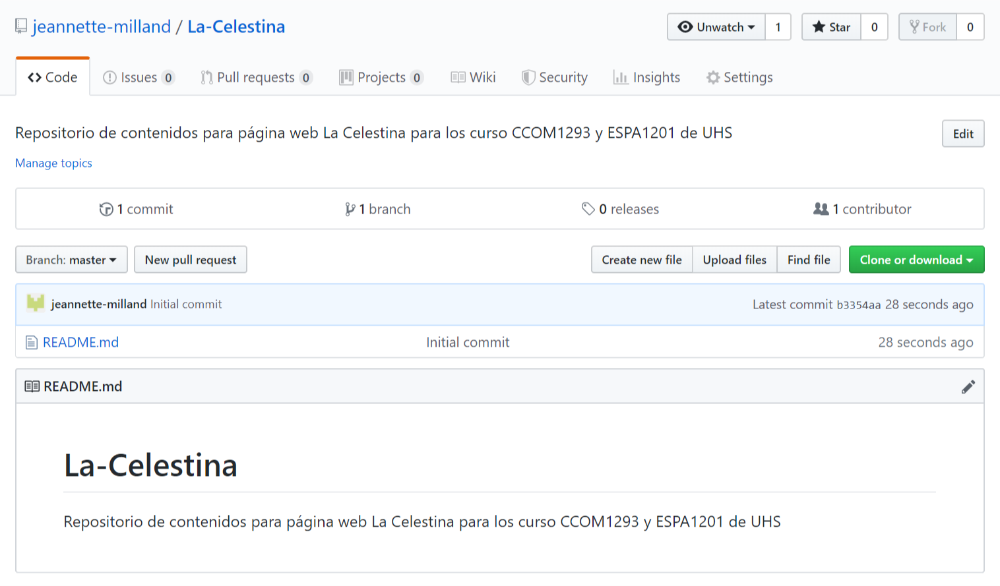 jeannette-milland / La-Celestina
Unwatch 1 Star 0 Fork 0
Code Issues 0 Pull requests 0 Projects 0 Wiki Security Insights Settings
Repositorio de contenidos para página web La Celestina para los curso CCOM1293 y ESPA1201 de UHS
Edit
Manage topics
1 commit 1 branch 0 releases 1 contributor
Branch: master New pull request Create new file Upload files Find file Clone or download
jeannette-milland Initial commit Latest commit b3354aa 28 seconds ago
README.md Initial commit 28 seconds ago
README.md
La-Celestina
Repositorio de contenidos para página web La Celestina para los curso CCOM1293 y ESPA1201 de UHS